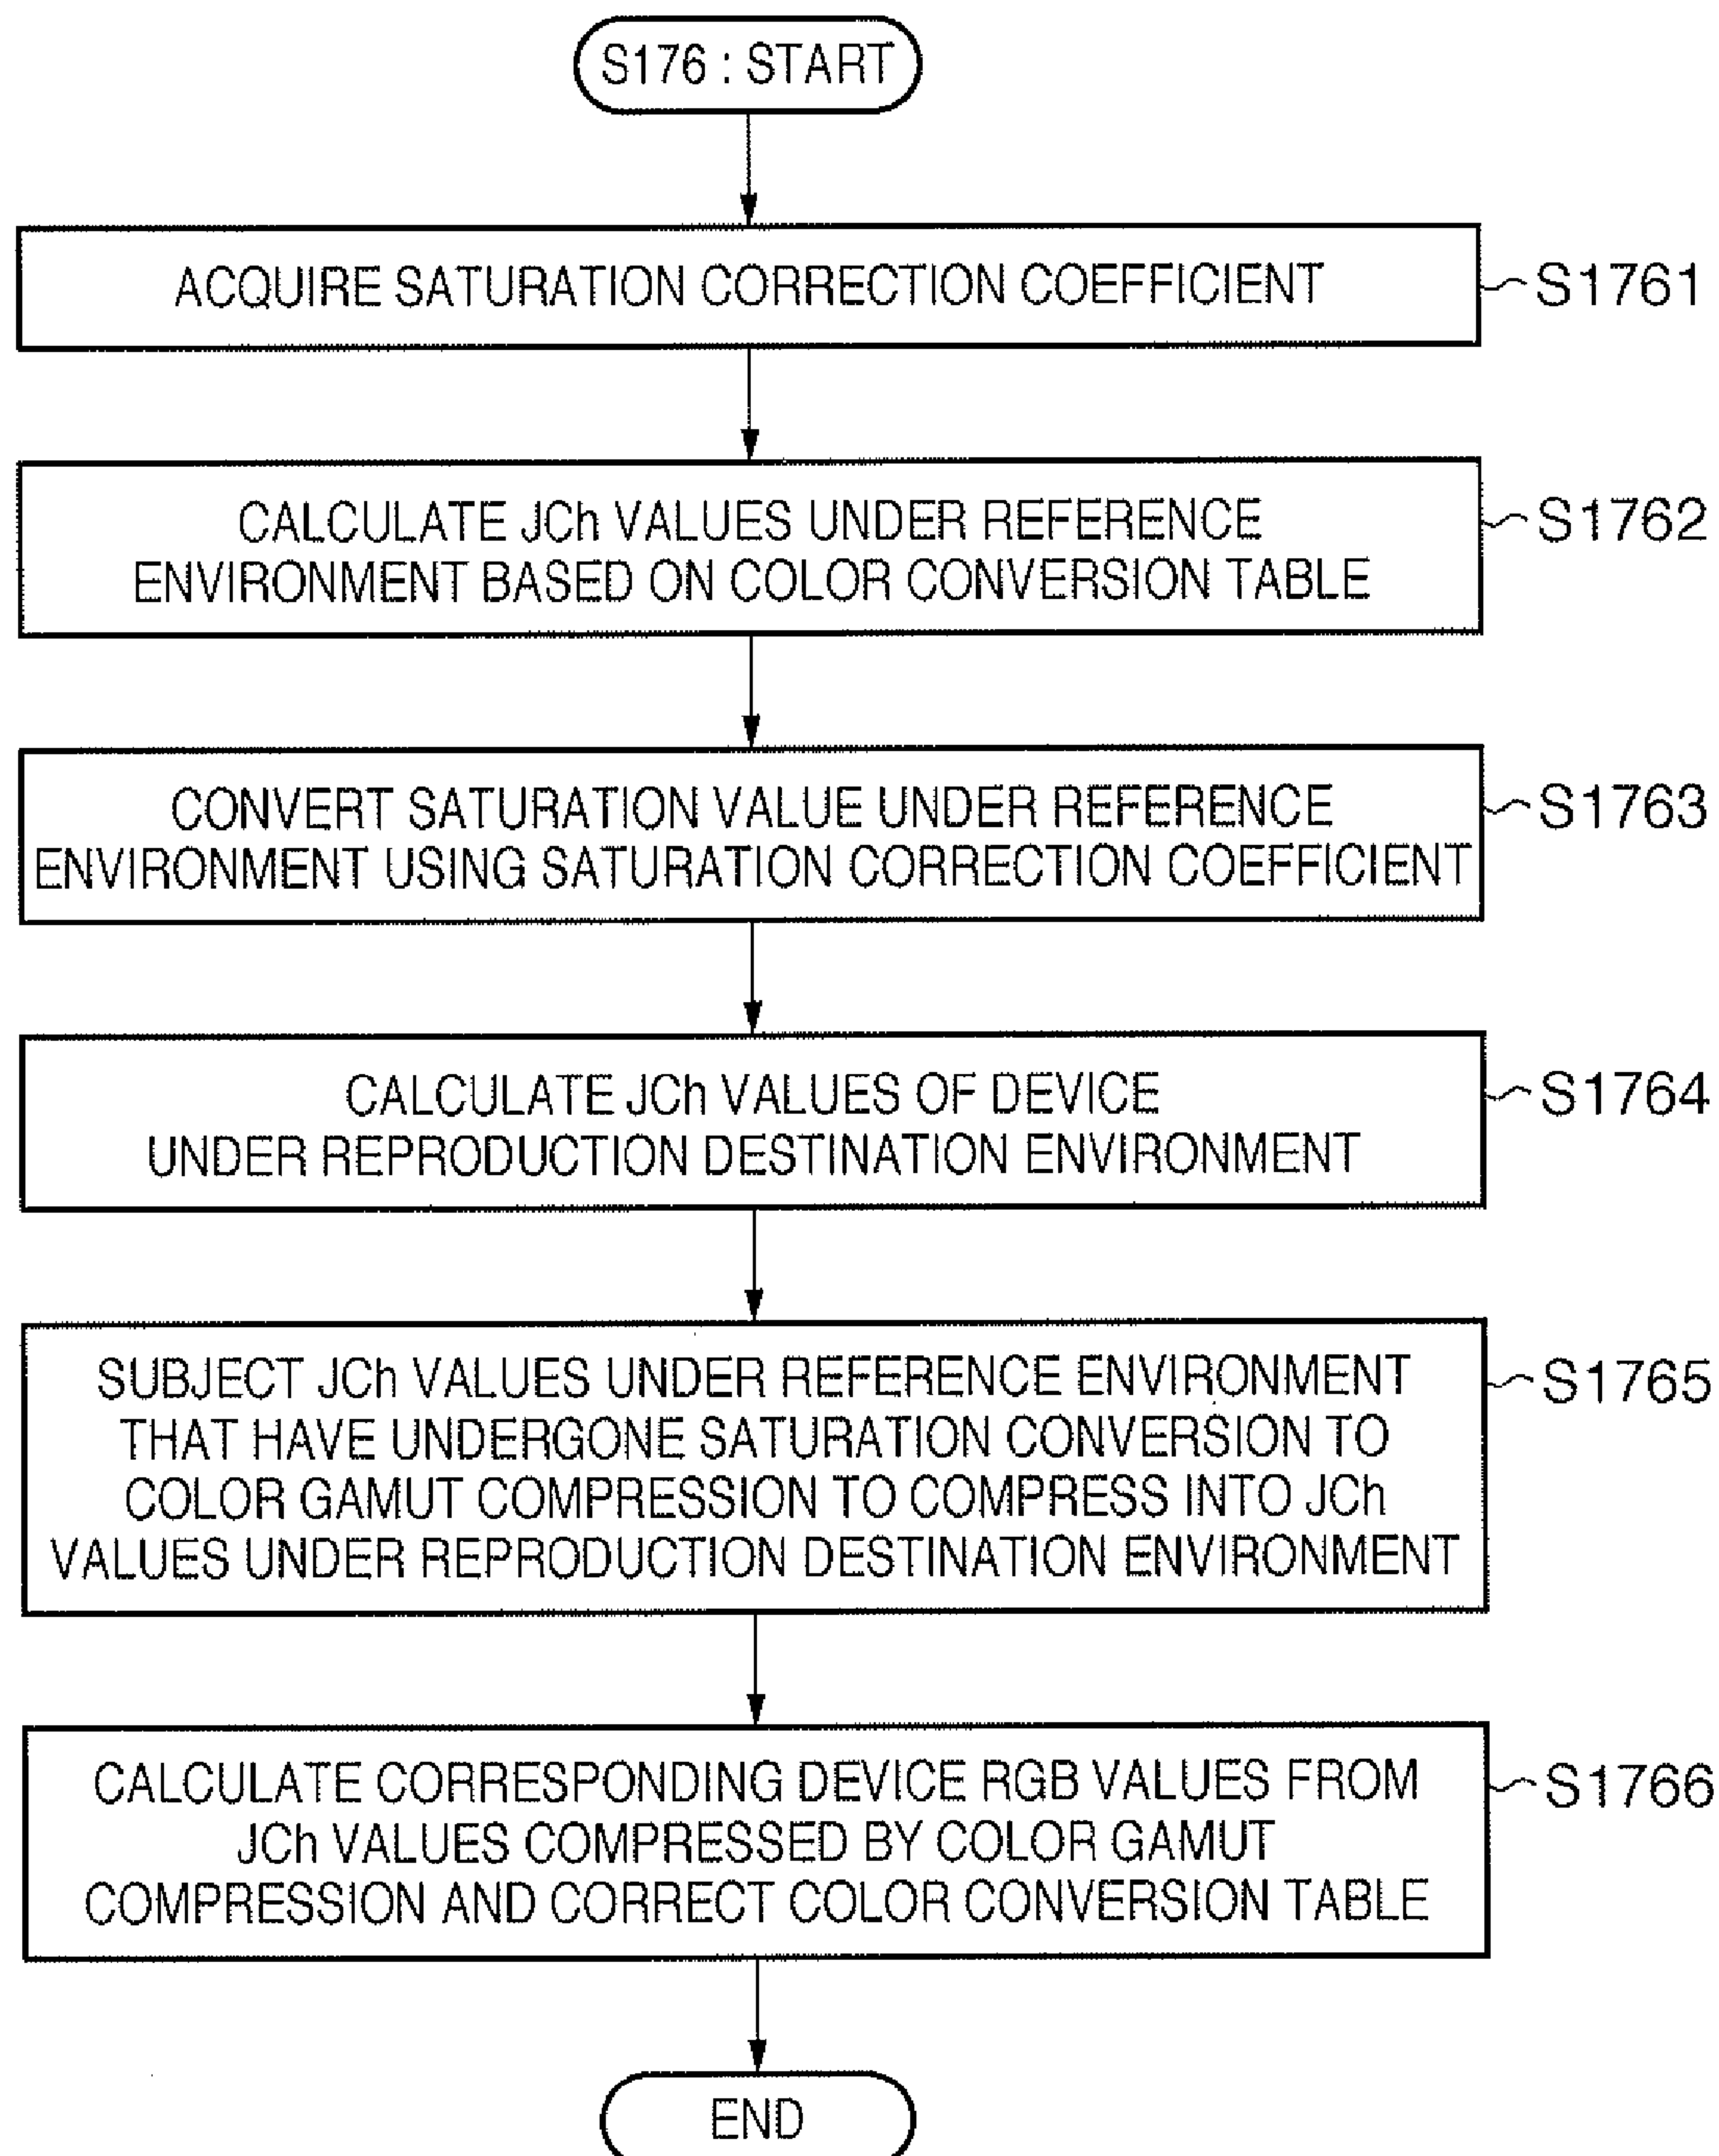 S176 : START
ACQUIRE SATURATION CORRECTION COEFFICIENT
S1761
CALCULATE JCh VALUES UNDER REFERENCE
ENVIRONMENT BASED ON COLOR CONVERSION TABLE
S1762
CONVERT SATURATION VALUE UNDER REFERENCE
ENVIRONMENT USING SATURATION CORRECTION COEFFICIENT
S1763
CALCULATE JCh VALUES OF DEVICE
UNDER REPRODUCTION DESTINATION ENVIRONMENT
S1764
SUBJECT JCh VALUES UNDER REFERENCE ENVIRONMENT
THAT HAVE UNDERGONE SATURATION CONVERSION TO
COLOR GAMUT COMPRESSION TO COMPRESS INTO JCh
VALUES UNDER REPRODUCTION DESTINATION ENVIRONMENT
S1765
CALCULATE CORRESPONDING DEVICE RGB VALUES FROM
JCh VALUES COMPRESSED BY COLOR GAMUT
COMPRESSION AND CORRECT COLOR CONVERSION TABLE
S1766
END